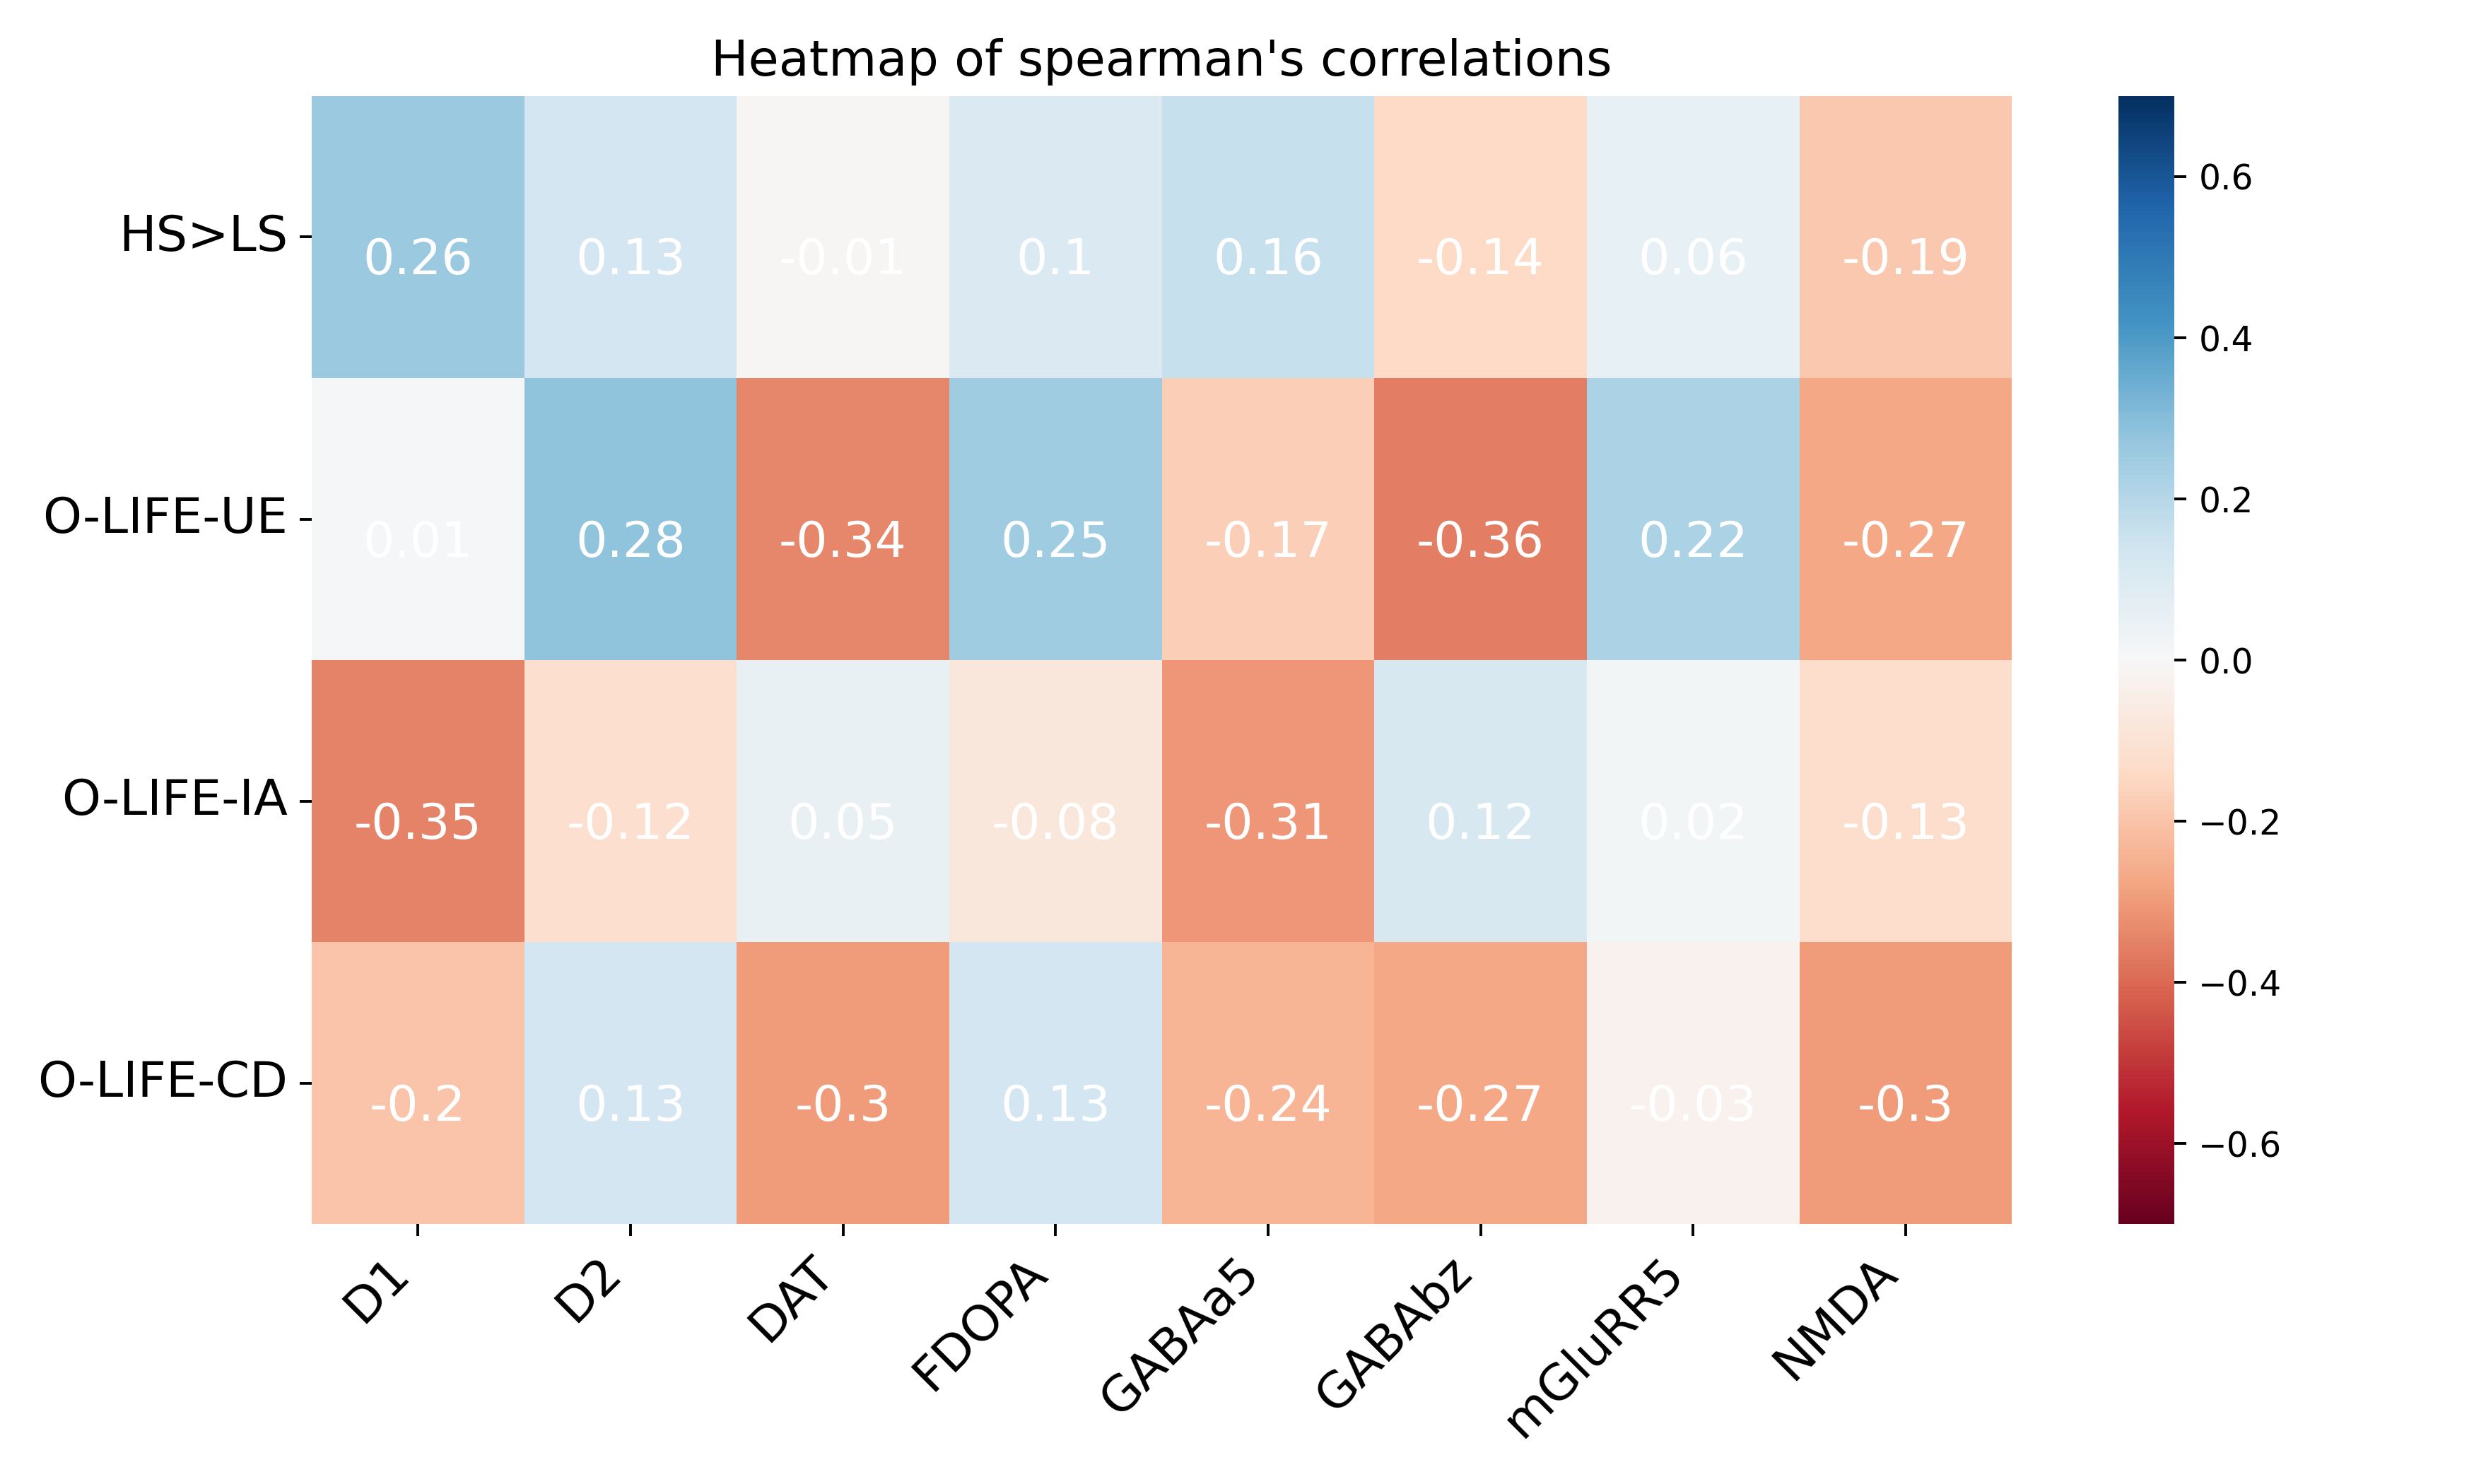 Heatmap of spearman's correlations
HS>LS 0.26 0.13 -0.01 0.1 0.16 -0.14 0.06 -0.19
O-LIFE-UE 0.01 0.28 -0.34 0.25 -0.17 -0.36 0.22 -0.27
O-LIFE-IA -0.35 -0.12 0.05 -0.08 -0.31 0.12 0.02 -0.13
O-LIFE-CD -0.2 0.13 -0.3 0.13 -0.24 -0.27 -0.03 -0.3
D1 D2 DAT FDOPA GABAa5 GABAbz mGluRR5 NMDA
0.6
0.4
0.2
0.0
−0.2
−0.4
−0.6